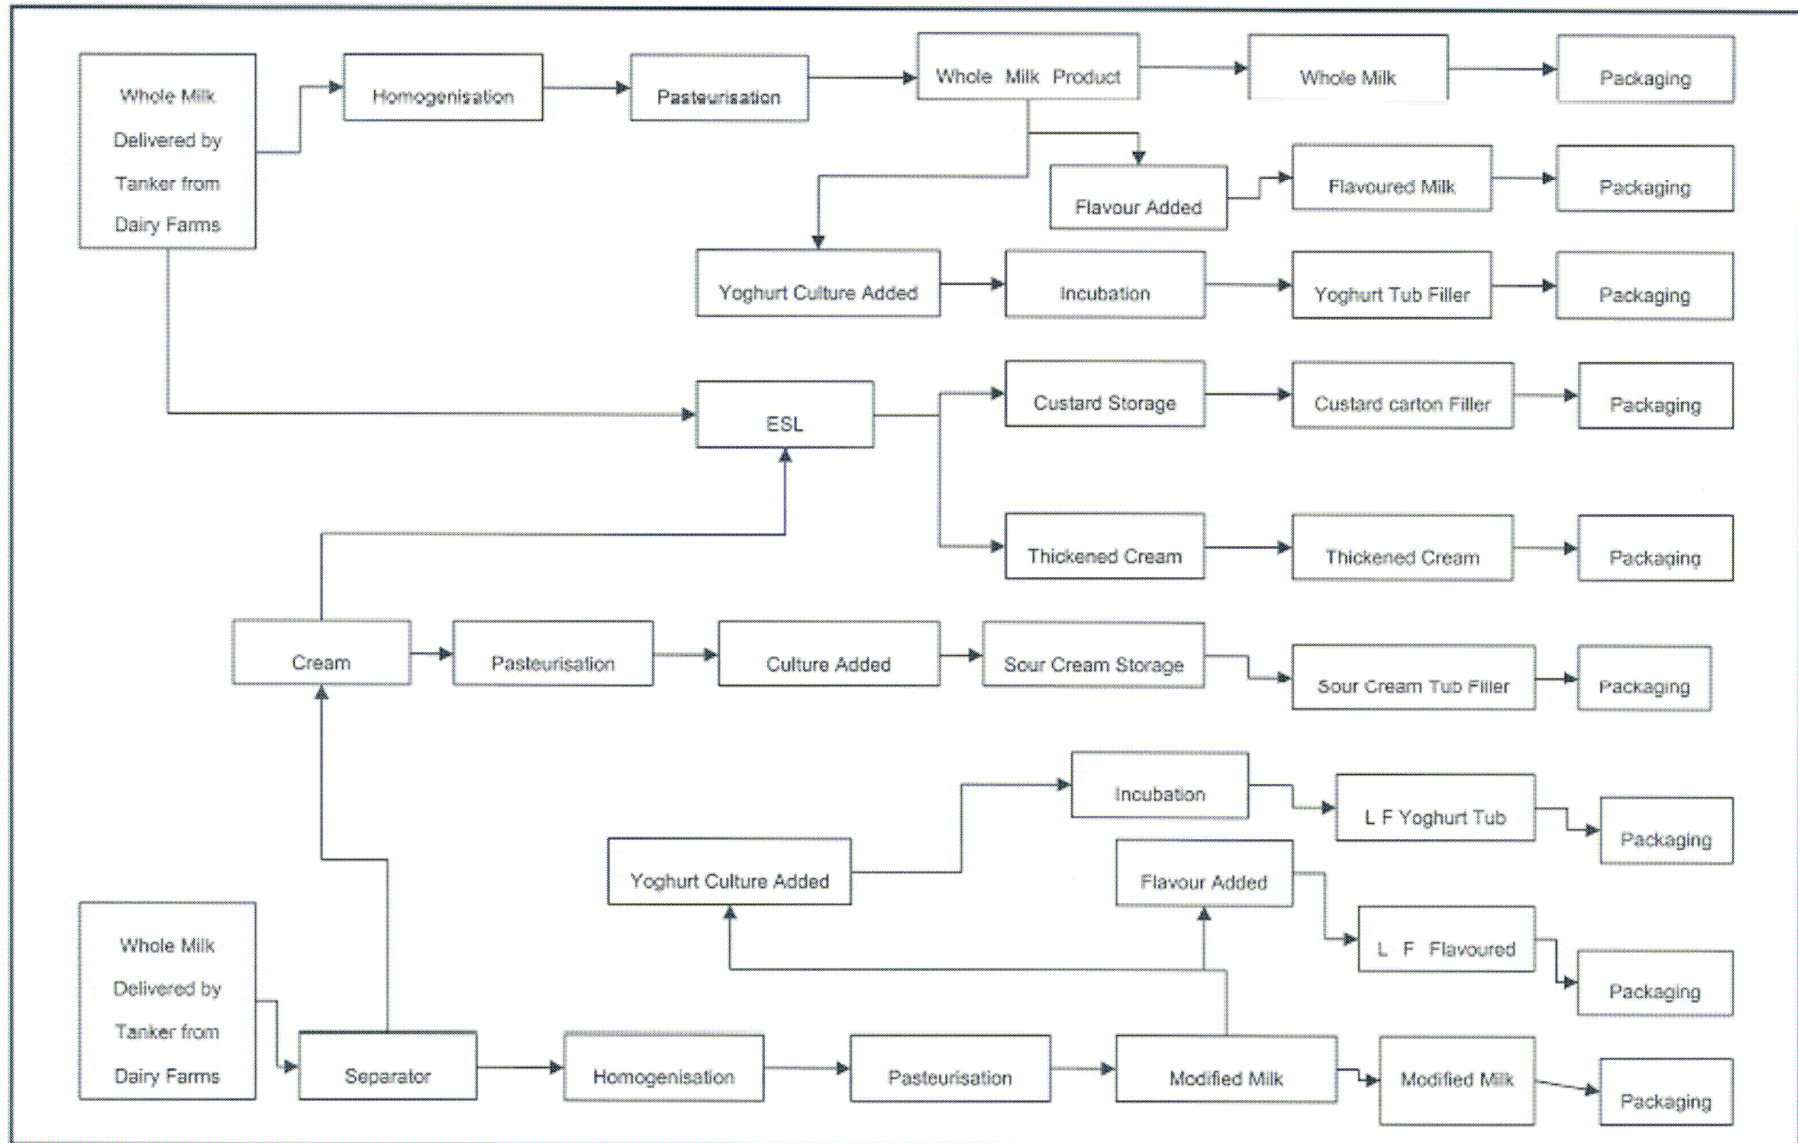 Whole Milk
Delivered by
Tanker from
Dairy Farms
Homogenisation
Pasteurisation
Whole Milk Product
Whole Milk
Packaging
Flavour Added
Flavoured Milk
Packaging
Yoghurt Culture Added
Incubation
Yoghurt Tub Filler
Packaging
ESL
Custard Storage
Custard carton Filler
Packaging
Thickened Cream
Thickened Cream
Packaging
Cream
Pasteurisation
Culture Added
Sour Cream Storage
Sour Cream Tub Filler
Packaging
Incubation
L F Yoghurt Tub
Packaging
Yoghurt Culture Added
Flavour Added
L F Flavoured
Packaging
Whole Milk
Delivered by
Tanker from
Dairy Farms
Separator
Homogenisation
Pasteurisation
Modified Milk
Modified Milk
Packaging